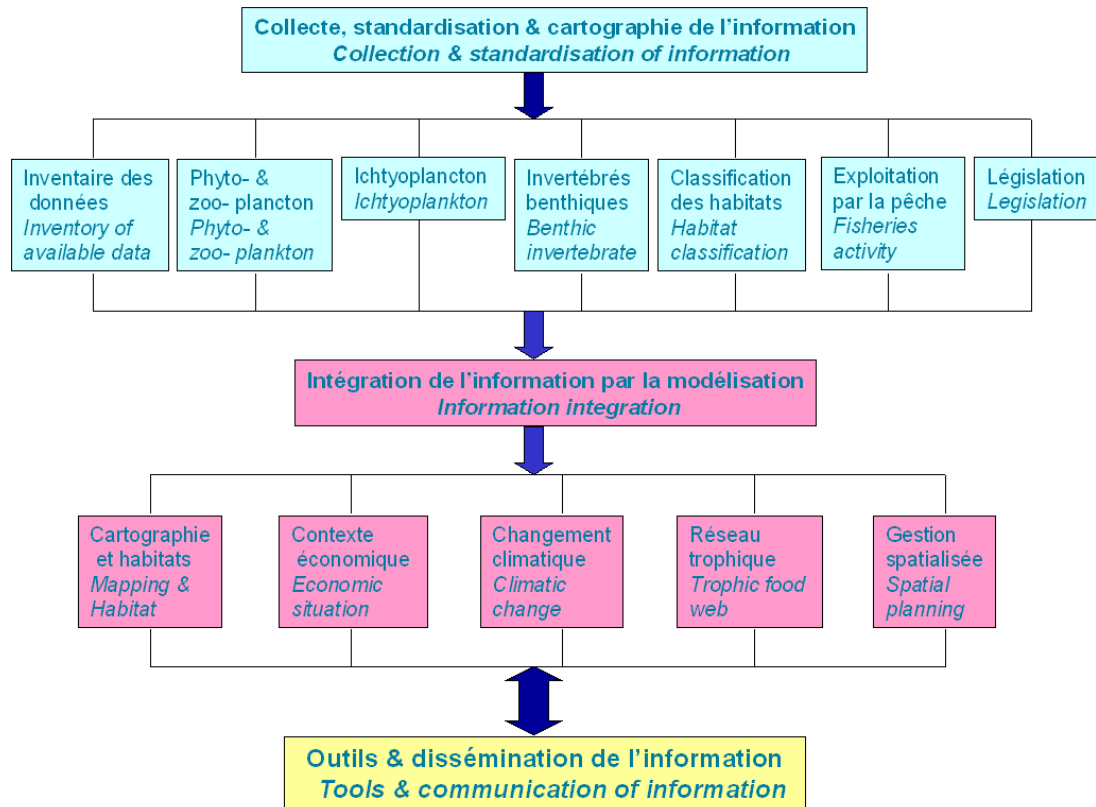 Collecte, standardisation & cartographie de l’information
Collection & standardisation of information
Inventaire des
données
Inventory of
available data
Phyto- &
zoo- plancton
Phyto- &
zoo- plankton
Ichtyoplancton
Ichtyoplankton
Invertébrés
benthiques
Benthic
invertebrate
Classification
des habitats
Habitat
classification
Exploitation
par la pêche
Fisheries
activity
Législation
Legislation
Intégration de l’information par la modélisation
Information integration
Cartographie
et habitats
Mapping &
Habitat
Contexte
économique
Economic
situation
Changement
climatique
Climatic
change
Réseau
trophique
Trophic food
web
Gestion
spatialisée
Spatial
planning
Outils & dissémination de l’information
Tools & communication of information